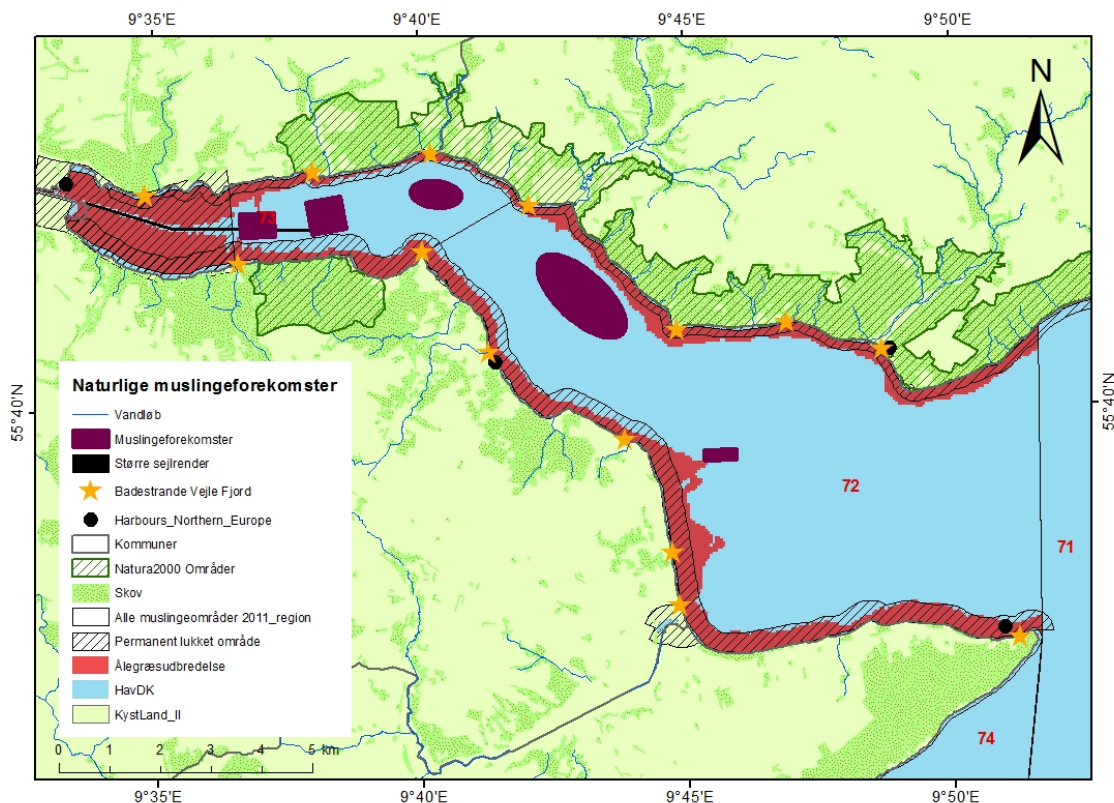 9°35'E 9°40'E 9°45'E 9°50'E
N
73
55°40'N
55°40'N
72
71
74
Naturlige muslingeforekomster
Vandløb
Muslingeforekomster
Større sejlrender
Badestrande Vejle Fjord
Harbours_Northern_Europe
Kommuner
Natura2000 Områder
Skov
Alle muslingeområder 2011_region
Permanent lukket område
Ålegræsudbredelse
HavDK
KystLand_II
0 1 2 3 4 5 km
9°35'E 9°40'E 9°45'E 9°50'E